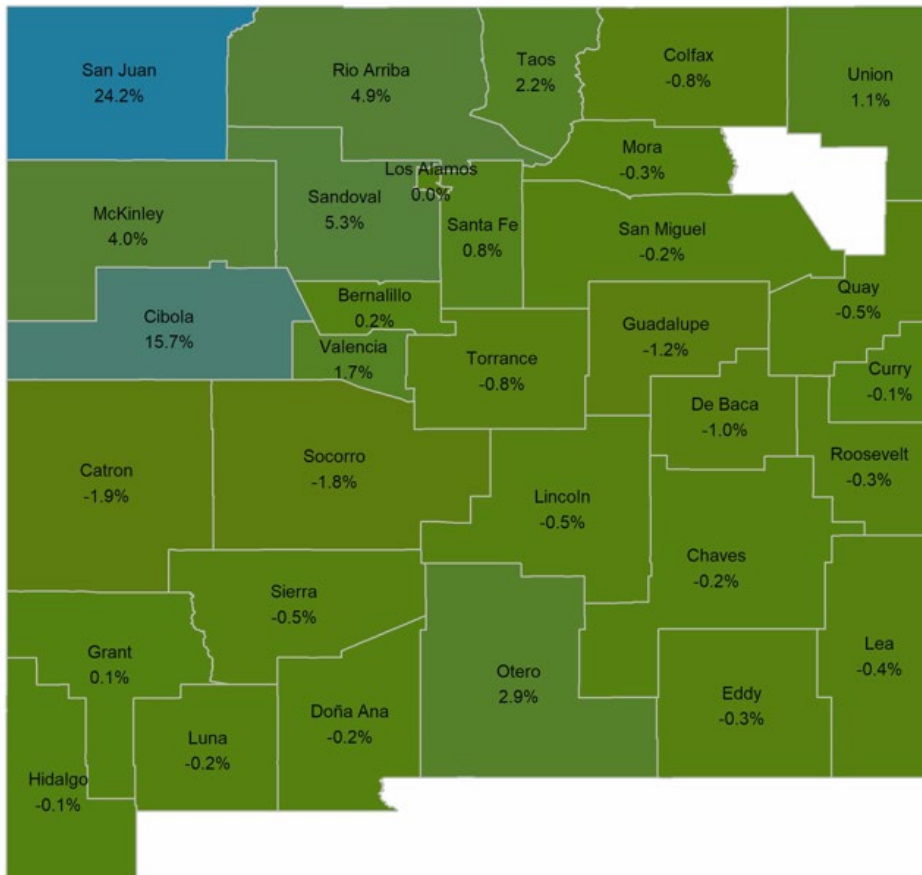 San Juan
24.2%
Rio Arriba
4.9%
Taos
2.2%
Colfax
-0.8%
Union
1.1%
Mora
-0.3%
Los Alamos
0.0%
Sandoval
5.3%
McKinley
4.0%
Santa Fe
0.8%
San Miguel
-0.2%
Quay
-0.5%
Cibola
15.7%
Bernalillo
0.2%
Valencia
1.7%
Torrance
-0.8%
Guadalupe
-1.2%
Curry
-0.1%
De Baca
-1.0%
Roosevelt
-0.3%
Catron
-1.9%
Socorro
-1.8%
Lincoln
-0.5%
Chaves
-0.2%
Sierra
-0.5%
Grant
0.1%
Otero
2.9%
Lea
-0.4%
Eddy
-0.3%
Doña Ana
-0.2%
Luna
-0.2%
Hidalgo
-0.1%